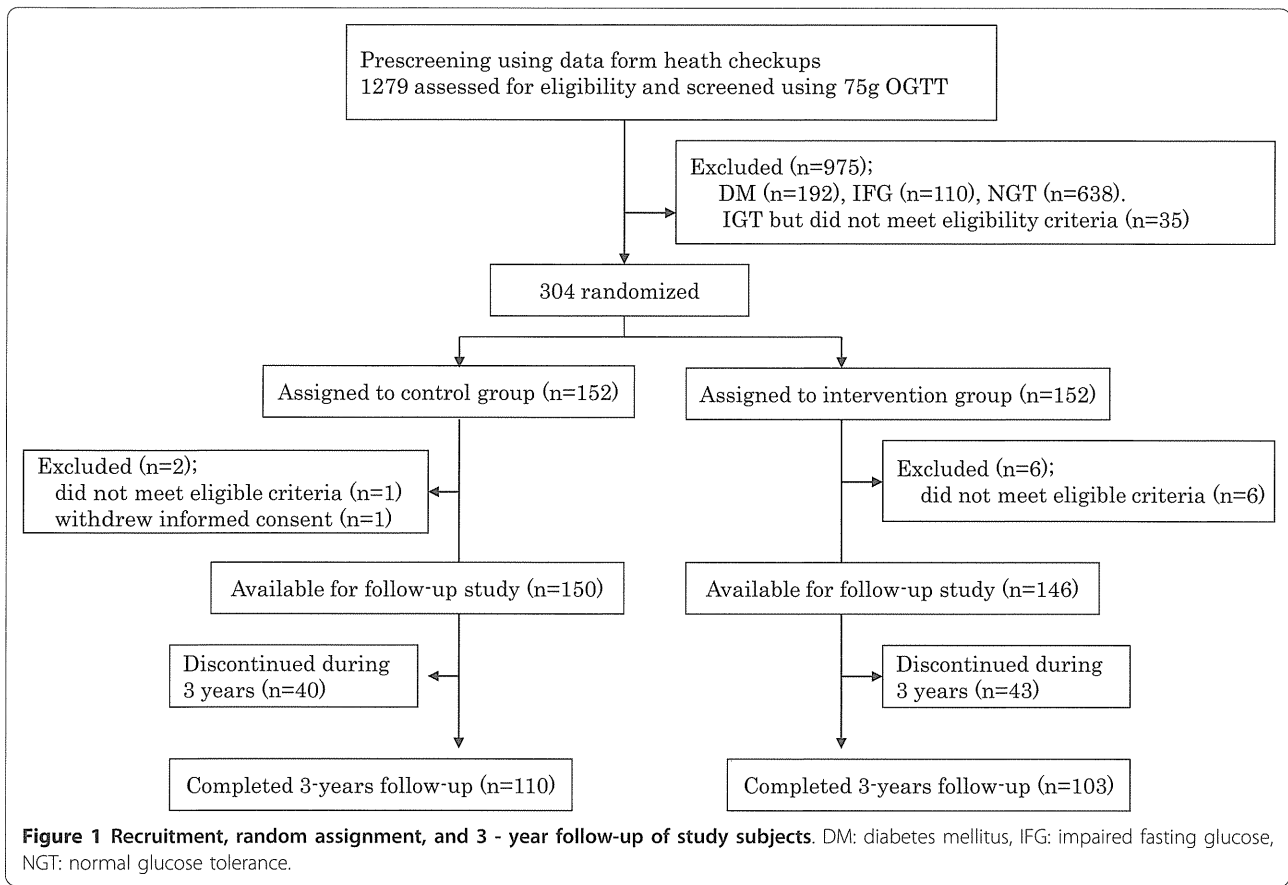 Prescreening using data form heath checkups
1279 assessed for eligibility and screened using 75g OGTT
Excluded (n=975);
DM (n=192), IFG (n=110), NGT (n=638).
IGT but did not meet eligibility criteria (n=35)
304 randomized
Assigned to control group (n=152)
Assigned to intervention group (n=152)
Excluded (n=2);
did not meet eligible criteria (n=1)
withdrew informed consent (n=1)
Excluded (n=6);
did not meet eligible criteria (n=6)
Available for follow-up study (n=150)
Available for follow-up study (n=146)
Discontinued during
3 years (n=40)
Discontinued during
3 years (n=43)
Completed 3-years follow-up (n=110)
Completed 3-years follow-up (n=103)
Figure 1 Recruitment, random assignment, and 3 - year follow-up of study subjects. DM: diabetes mellitus, IFG: impaired fasting glucose,
NGT: normal glucose tolerance.